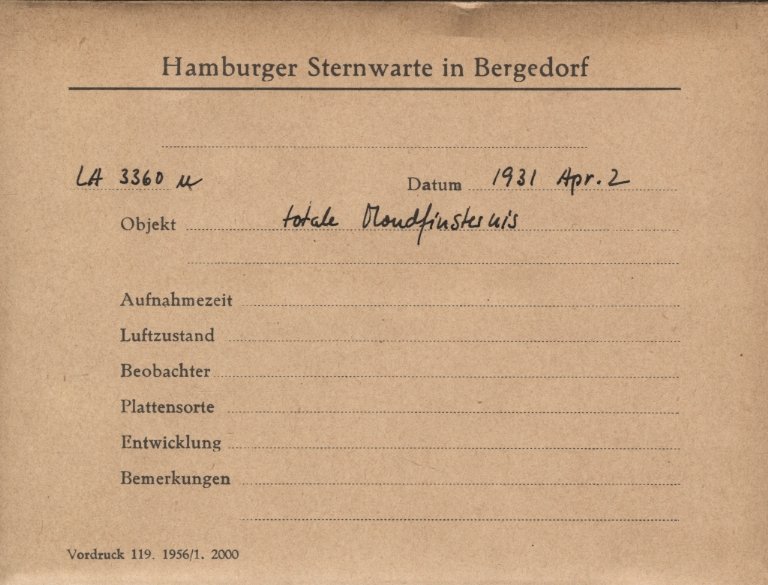 Hamburger Sternwarte in Bergedorf
LA 3360 u Datum 1931 Apr. 2
Objekt totale Mondfinsternis
Aufnahmezeit
Luftzustand
Beobachter
Plattensorte
Entwicklung
Bemerkungen
Vordruck 119. 1956/1. 2000